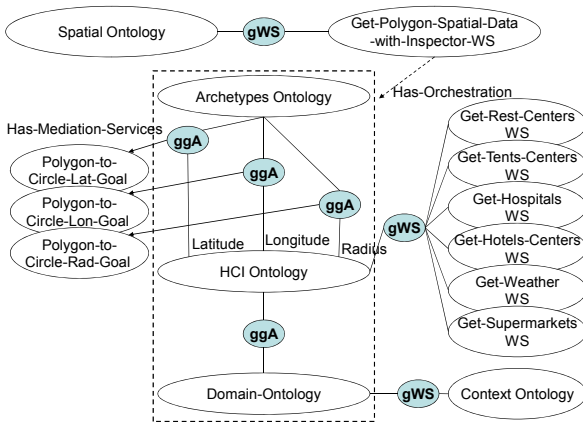 Spatial Ontology
gWS
Get-Polygon-Spatial-Data
-with-Inspector-WS
Has-Orchestration
Archetypes Ontology
Has-Mediation-Services
ggA
Polygon-to-
Circle-Lat-Goal
ggA
Polygon-to-
Circle-Lon-Goal
ggA
Polygon-to-
Circle-Rad-Goal
Latitude
Longitude
Radius
HCI Ontology
gWS
Get-Rest-Centers
WS
Get-Tents-Centers
WS
Get-Hospitals
WS
Get-Hotels-Centers
WS
Get-Weather
WS
Get-Supermarkets
WS
ggA
Domain-Ontology
gWS
Context Ontology